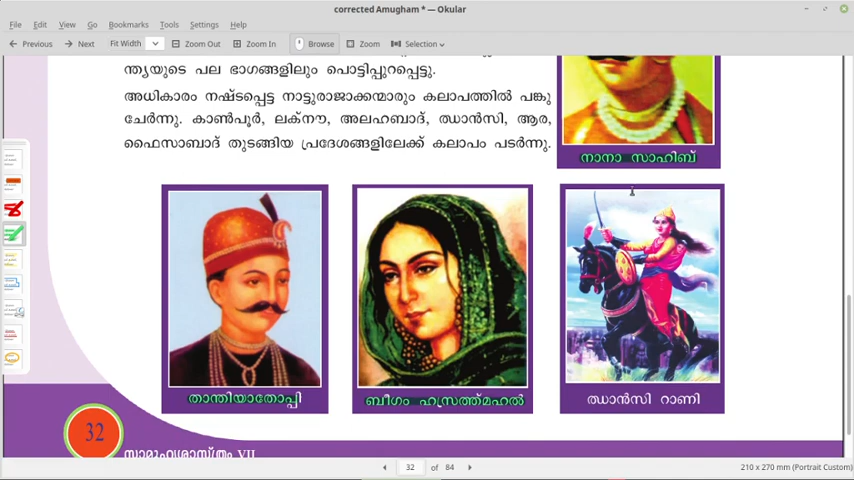 corrected Amugham * — Okular
File Edit View Go Bookmarks Tools Settings Help
Previous Next Fit Width Zoom Out Zoom In Browse Zoom Selection
ന്ത്യയുടെ പല ഭാഗങ്ങളിലും പൊട്ടിപ്പുറപ്പെട്ടു.
അധികാരം നഷ്ടപ്പെട്ട നാട്ടുരാജാക്കന്മാരും കലാപത്തിൽ പങ്കു
ചേർന്നു. കാൺപൂർ, ലക്നൗ, അലഹബാദ്, ഝാൻസി, ആര,
ഫൈസാബാദ് തുടങ്ങിയ പ്രദേശങ്ങളിലേക്ക് കലാപം പടർന്നു.
നാനാ സാഹിബ്
താന്തിയാതോപ്പി
ബീഗം ഹസ്രത്ത്മഹൽ
ഝാൻസി റാണി
32
സാമൂഹ്യശാസ്ത്രം VII
32 of 84
210 x 270 mm (Portrait Custom)